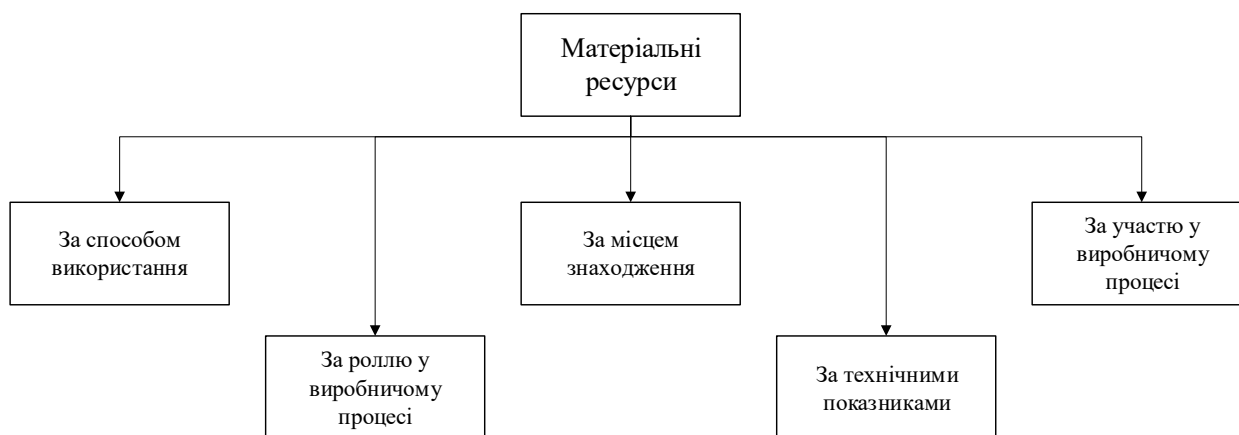 Матеріальні
ресурси
За способом
використання
За місцем
знаходження
За участю у
виробничому
процесі
За роллю у
виробничому
процесі
За технічними
показниками